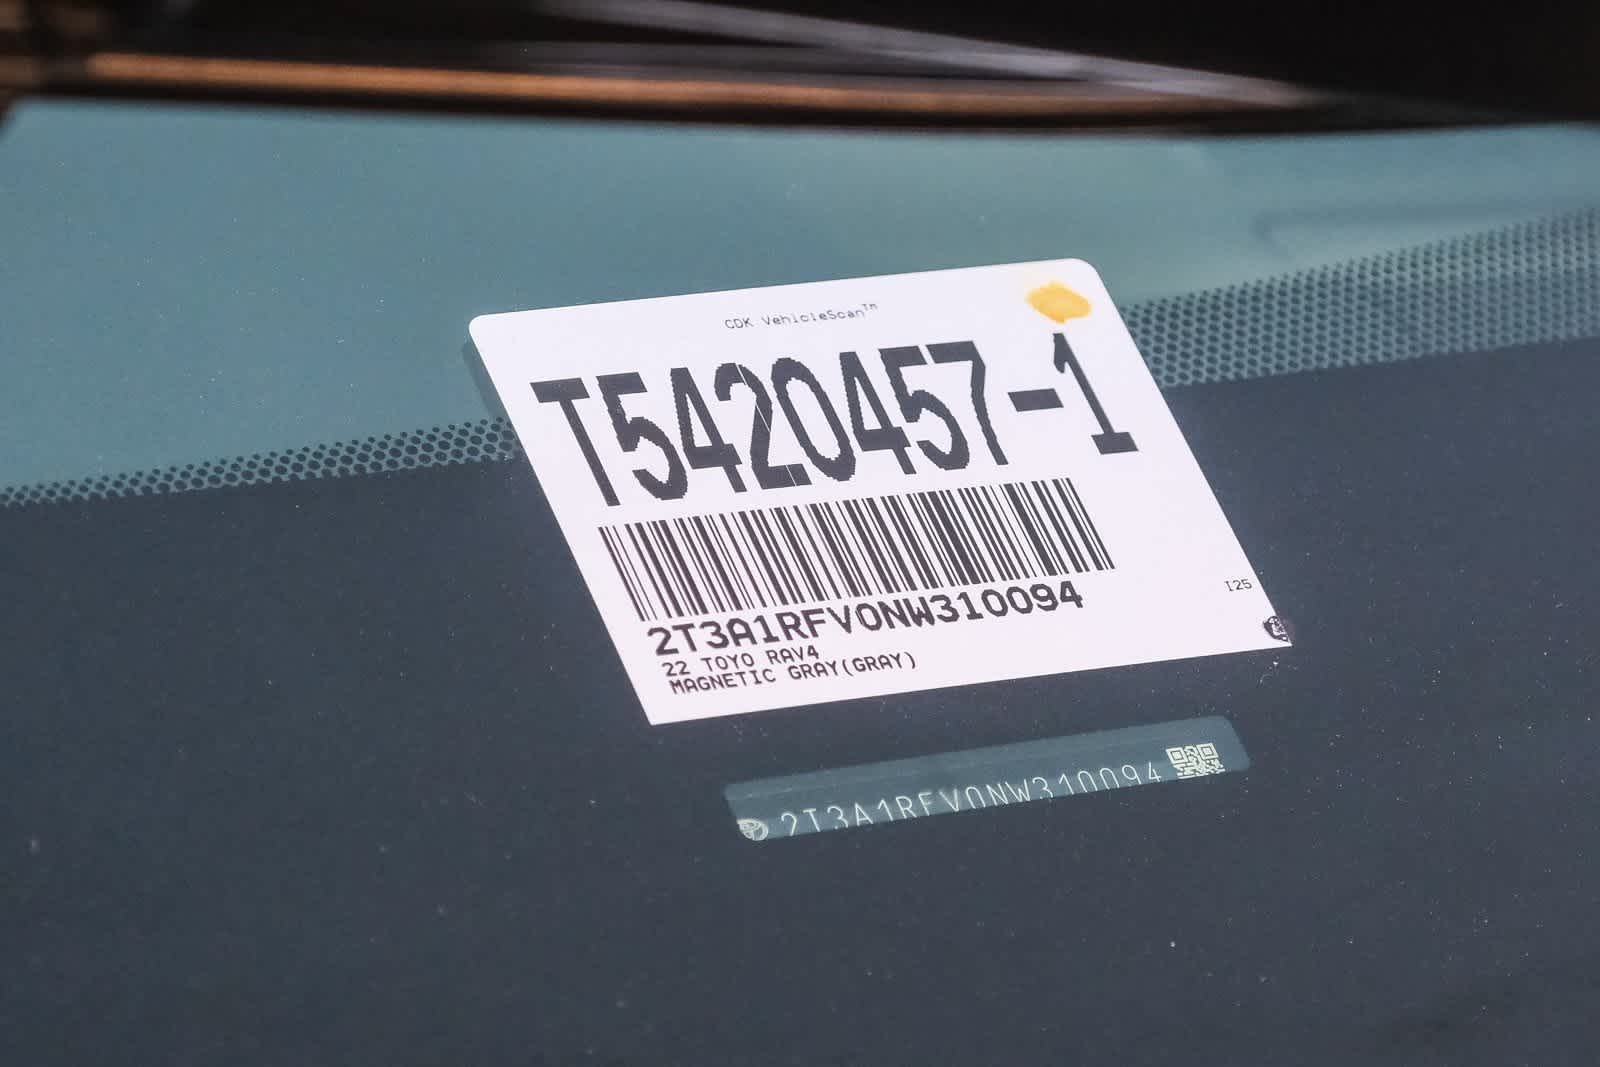 CDK VehicleScan™
T5420457-1
2T3A1RFV0NW310094
I25
22 TOYO RAV4
MAGNETIC GRAY(GRAY)
2T3A1RFV0NW310094